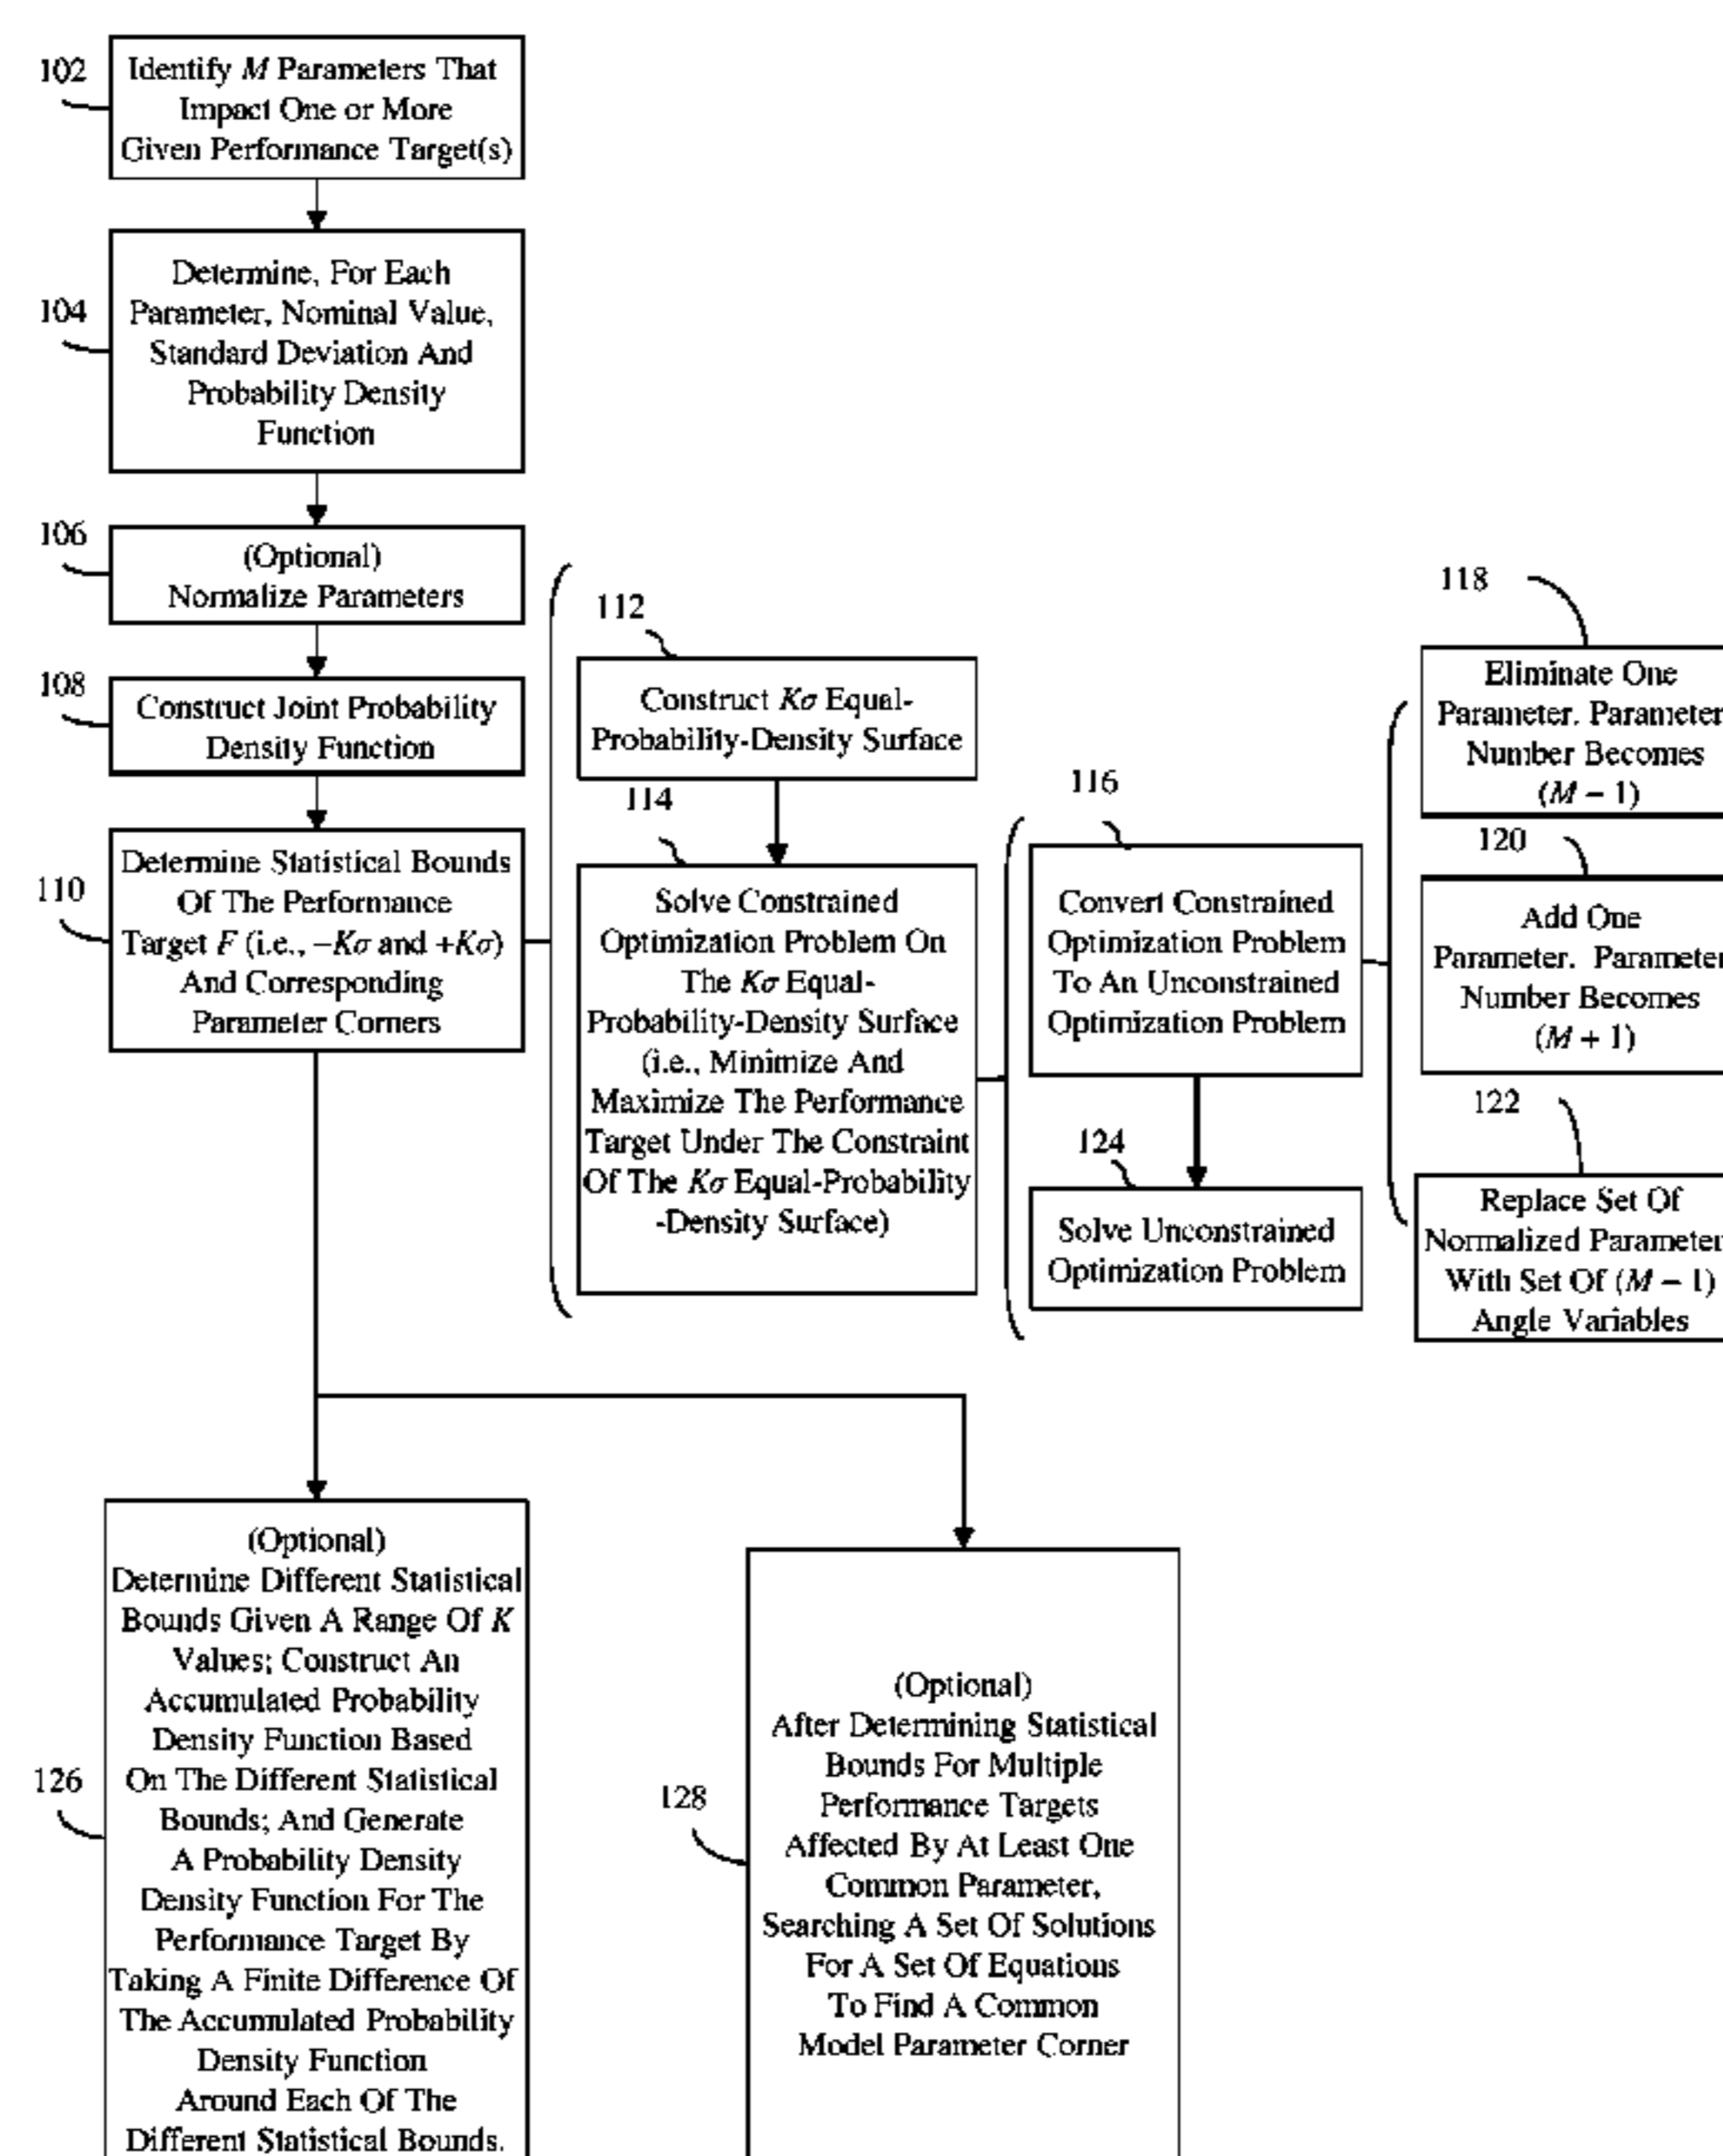 102
Identify M Parameters That
Impact One or More
Given Performance Target(s)
104
Determine, For Each
Parameter, Nominal Value,
Standard Deviation And
Probability Density
Function
106
(Optional)
Normalize Parameters
108
Construct Joint Probability
Density Function
110
Determine Statistical Bounds
Of The Performance
Target F (i.e., −Kσ and +Kσ)
And Corresponding
Parameter Corners
112
Construct Kσ Equal-
Probability-Density Surface
114
Solve Constrained
Optimization Problem On
The Kσ Equal-
Probability-Density Surface
(i.e., Minimize And
Maximize The Performance
Target Under The Constraint
Of The Kσ Equal-Probability
-Density Surface)
116
Convert Constrained
Optimization Problem
To An Unconstrained
Optimization Problem
124
Solve Unconstrained
Optimization Problem
118
Eliminate One
Parameter. Parameter
Number Becomes
(M − 1)
120
Add One
Parameter. Parameter
Number Becomes
(M + 1)
122
Replace Set Of
Normalized Parameter
With Set Of (M − 1)
Angle Variables
126
(Optional)
Determine Different Statistical
Bounds Given A Range Of K
Values; Construct An
Accumulated Probability
Density Function Based
On The Different Statistical
Bounds; And Generate
A Probability Density
Density Function For The
Performance Target By
Taking A Finite Difference Of
The Accumulated Probability
Density Function
Around Each Of The
Different Statistical Bounds.
128
(Optional)
After Determining Statistical
Bounds For Multiple
Performance Targets
Affected By At Least One
Common Parameter,
Searching A Set Of Solutions
For A Set Of Equations
To Find A Common
Model Parameter Corner